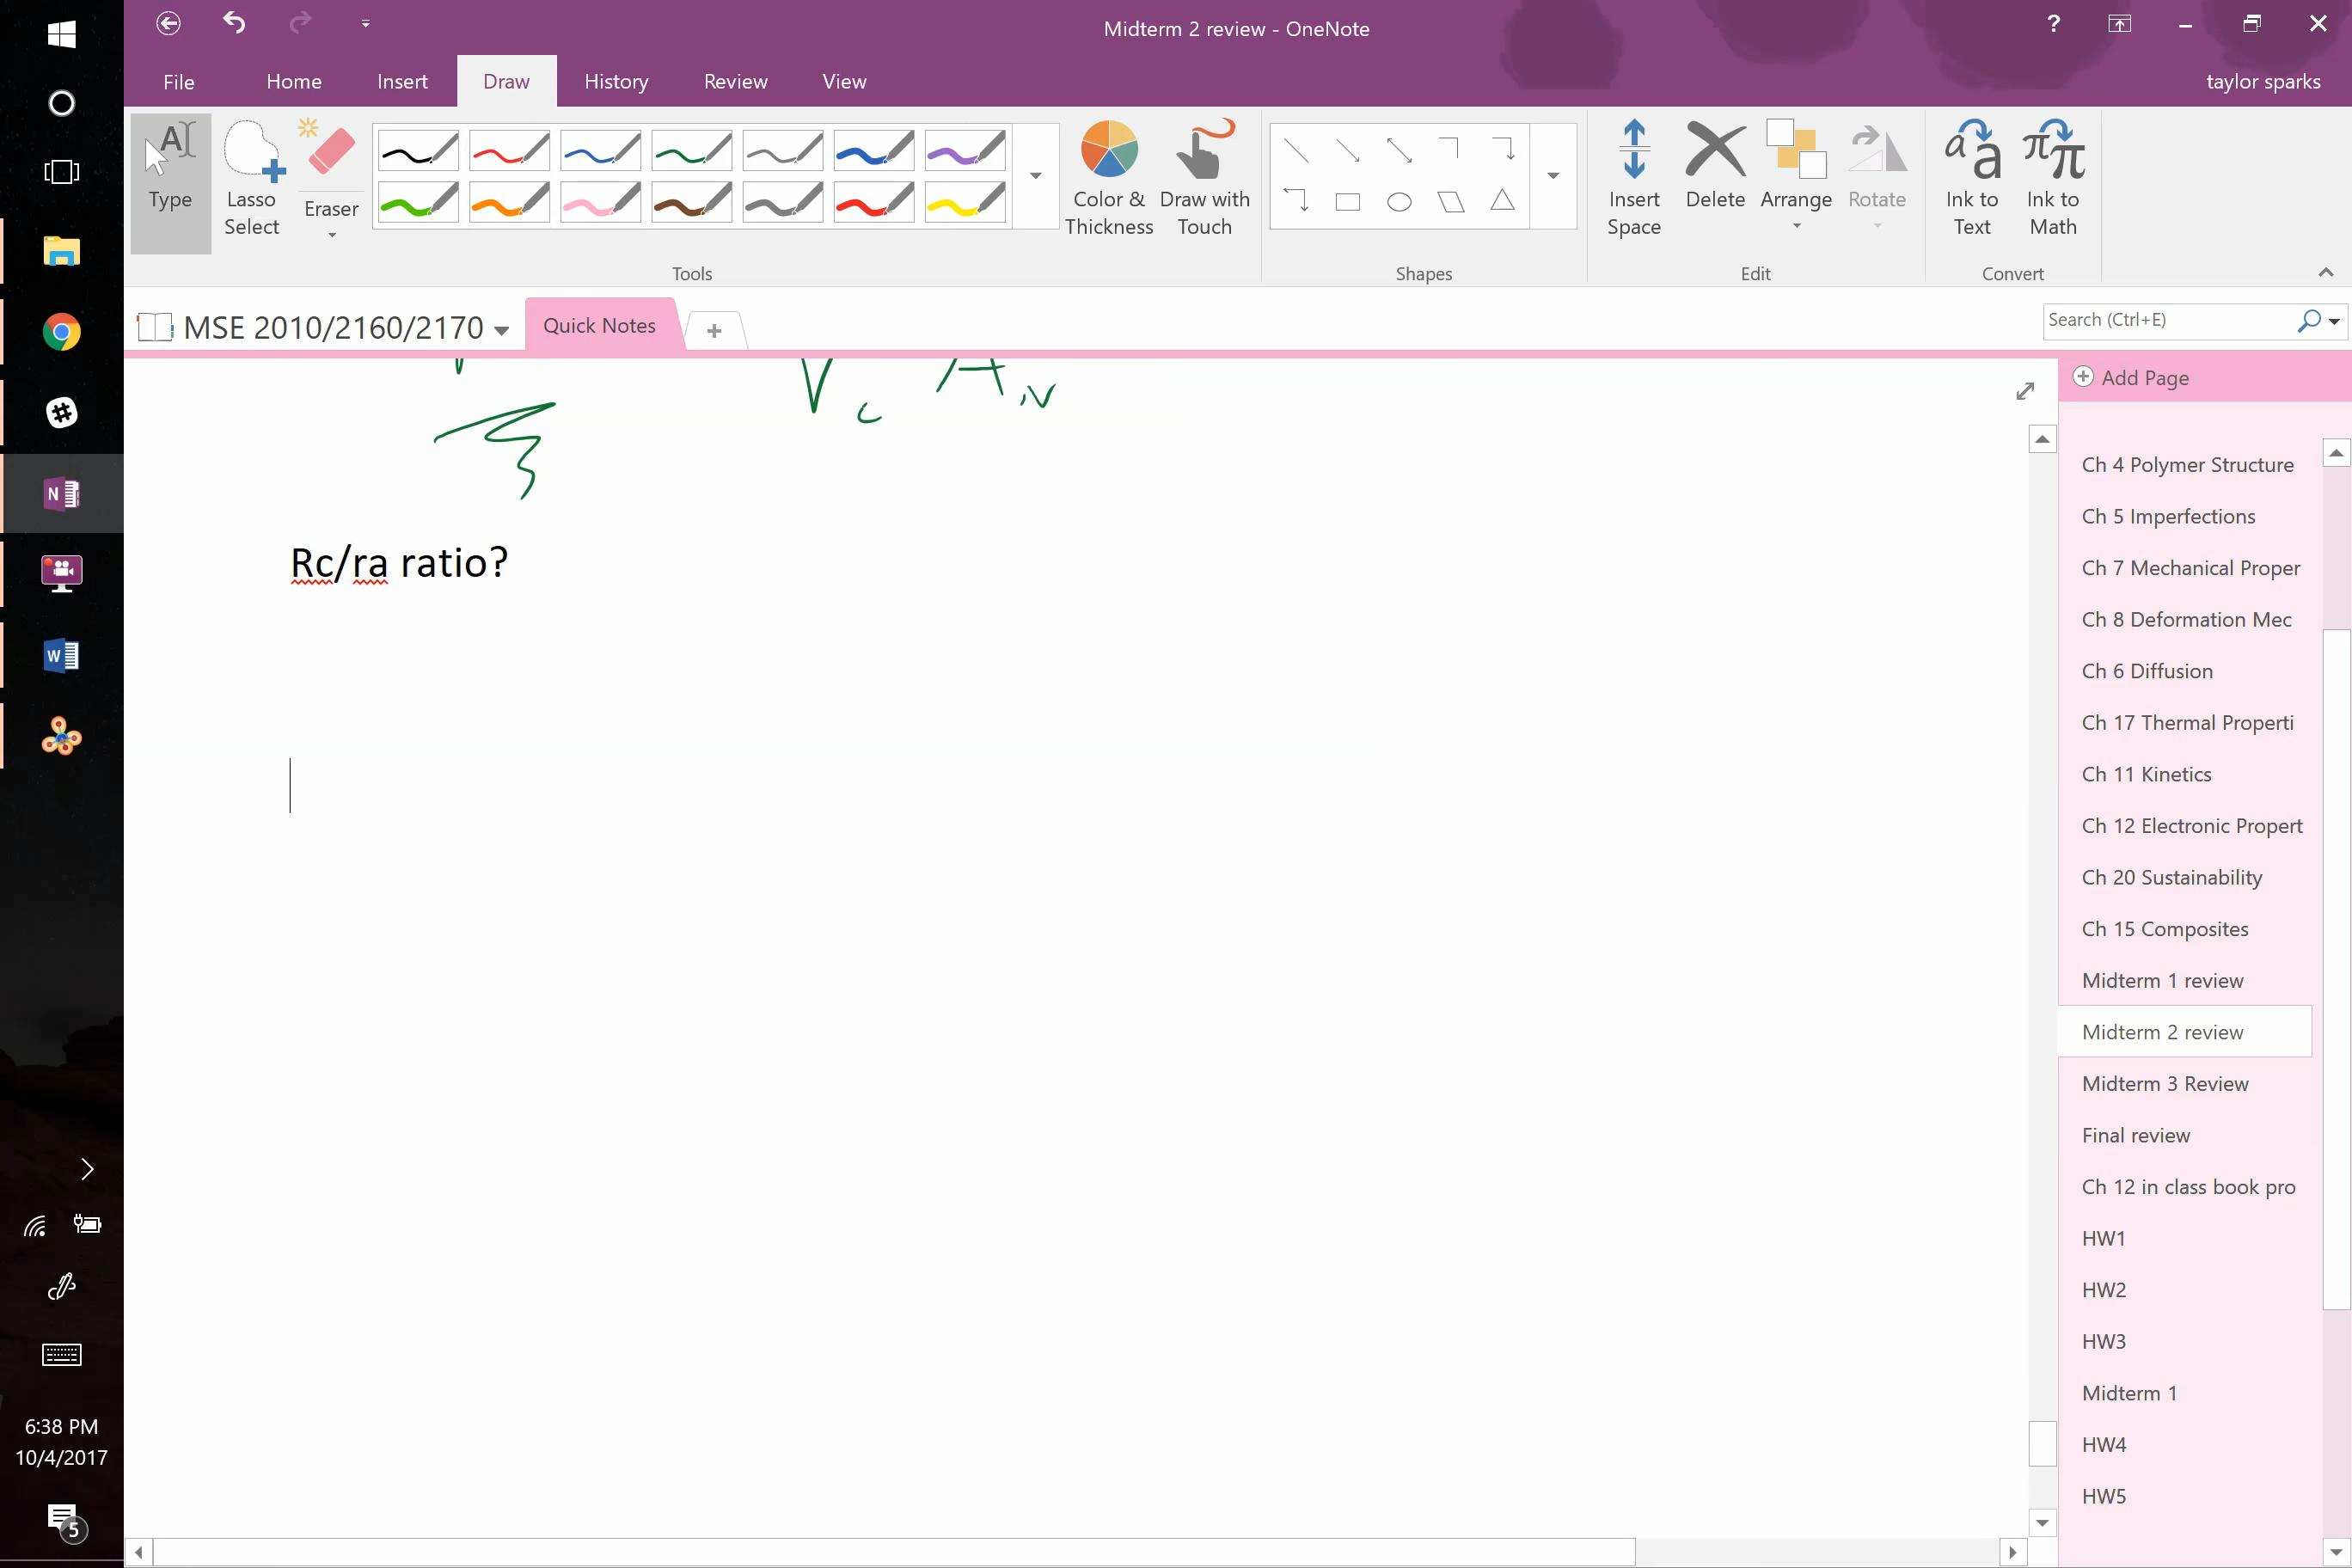 Midterm 2 review - OneNote
?
File Home Insert Draw History Review View
taylor sparks
Type
Lasso Select
Eraser
Color & Thickness
Draw with Touch
Insert Space
Delete
Arrange
Rotate
Ink to Text
Ink to Math
Tools
Shapes
Edit
Convert
MSE 2010/2160/2170
Quick Notes
Search (Ctrl+E)
V_c A_N
Rc/ra ratio?
Add Page
Ch 4 Polymer Structure
Ch 5 Imperfections
Ch 7 Mechanical Proper
Ch 8 Deformation Mec
Ch 6 Diffusion
Ch 17 Thermal Properti
Ch 11 Kinetics
Ch 12 Electronic Propert
Ch 20 Sustainability
Ch 15 Composites
Midterm 1 review
Midterm 2 review
Midterm 3 Review
Final review
Ch 12 in class book pro
HW1
HW2
HW3
Midterm 1
HW4
HW5
6:38 PM
10/4/2017
5